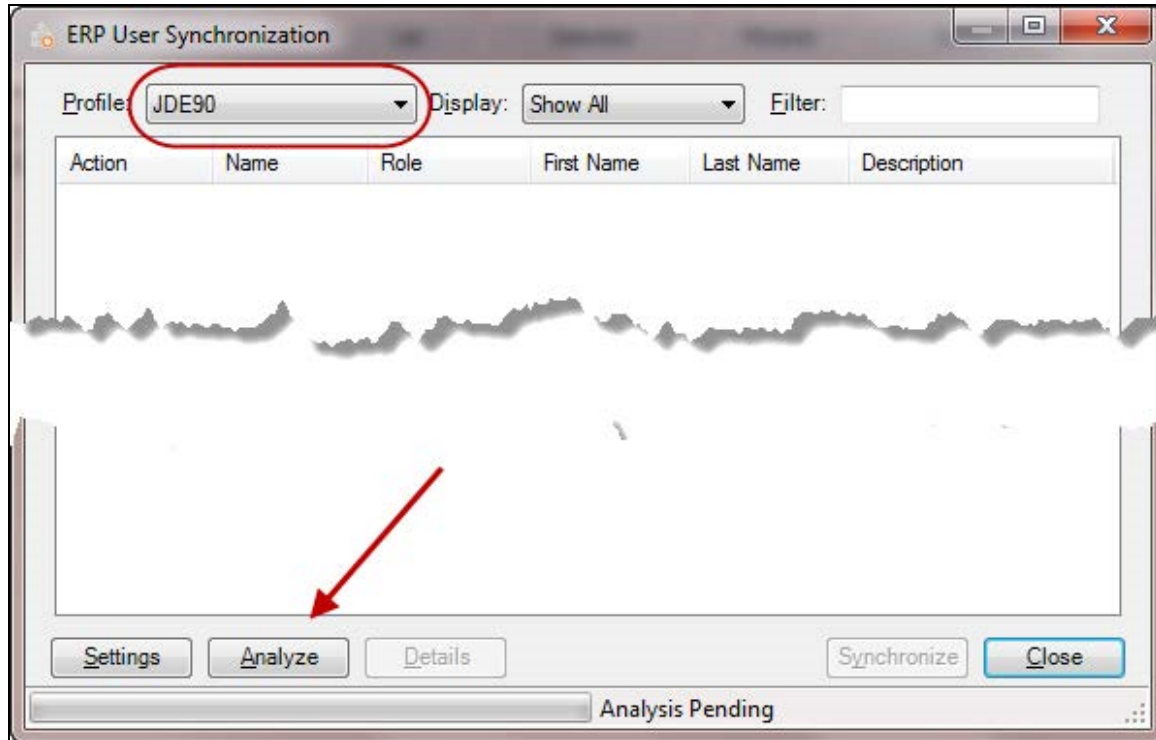 ERP User Synchronization
Profile: JDE90 Display: Show All Filter:
Action Name Role First Name Last Name Description
Settings Analyze Details Synchronize Close
Analysis Pending